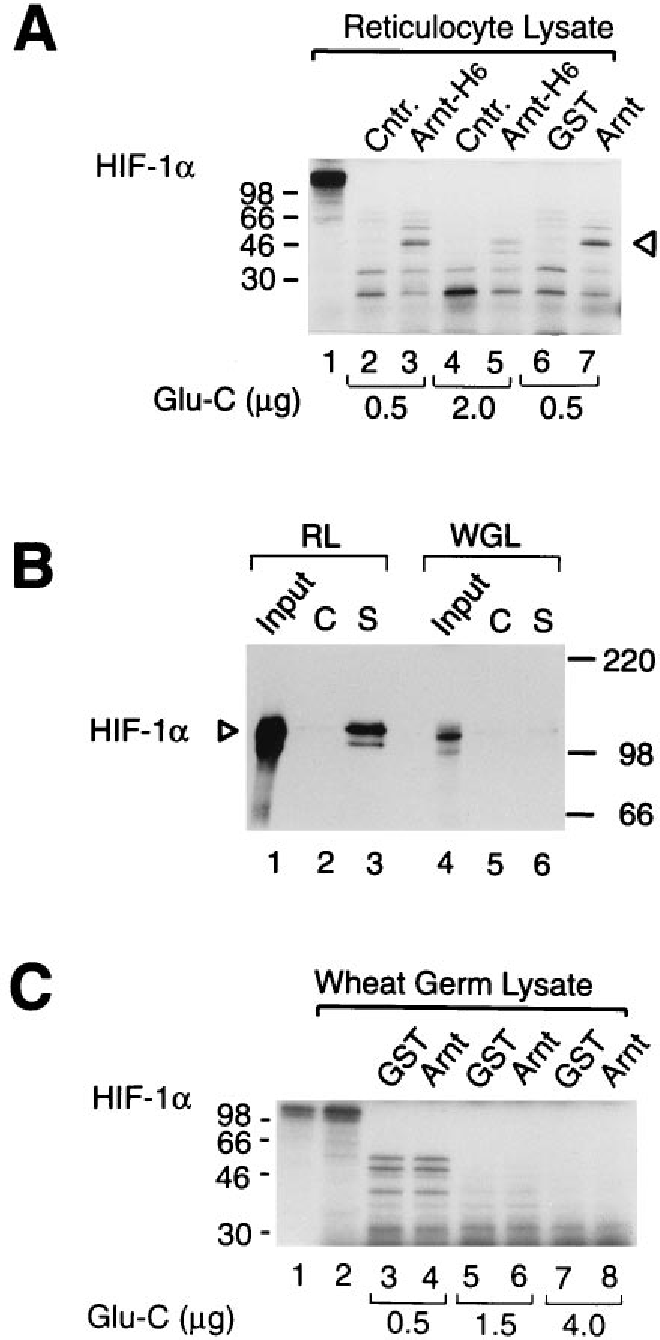 A
Reticulocyte Lysate
Cntr. Arnt-H6 Cntr. Arnt-H6 GST Arnt
HIF-1α
98
66
46
30
1 2 3 4 5 6 7
Glu-C (μg) 0.5 2.0 0.5
B
RL WGL
Input C S Input C S
220
HIF-1α
98
66
1 2 3 4 5 6
C
Wheat Germ Lysate
GST Arnt GST Arnt GST Arnt
HIF-1α
98
66
46
30
1 2 3 4 5 6 7 8
Glu-C (μg) 0.5 1.5 4.0